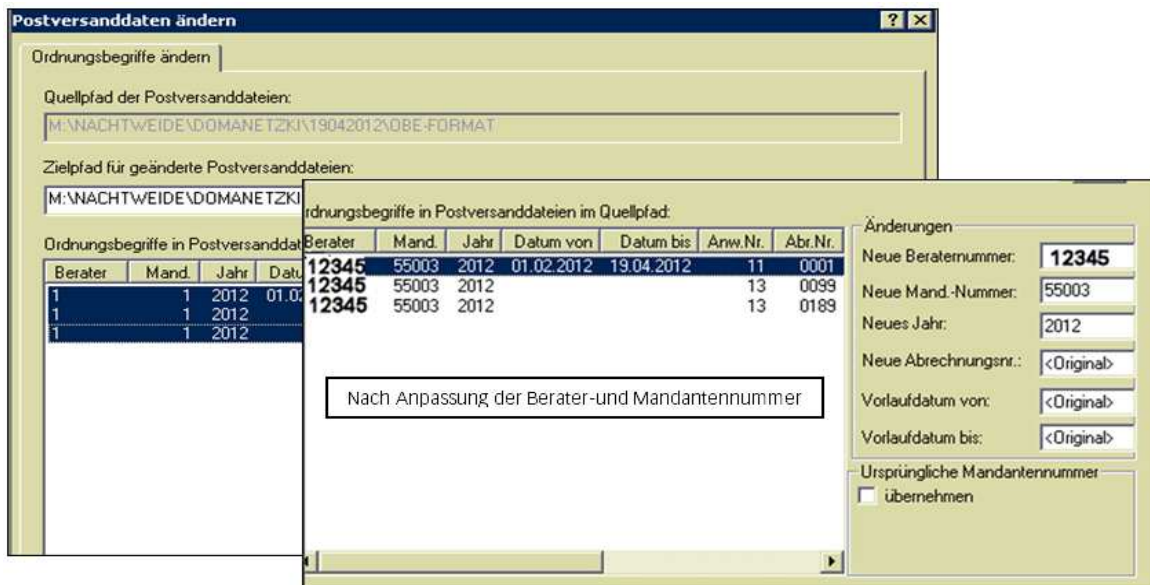 Postversanddaten ändern
Ordnungsbegriffe ändern
Quellpfad der Postversanddateien:
M:\NACHTWEIDE\DOMANETZKI\19042012\OBE-FORMAT
Zielpfad für geänderte Postversanddateien:
M:\NACHTWEIDE\DOMANETZKI
Ordnungsbegriffe in Postversanddat
Berater Mand. Jahr Datu
1 1 2012 01.02
1 1 2012
1 1 2012
rdnungsbegriffe in Postversanddateien im Quellpfad:
Berater Mand. Jahr Datum von Datum bis Anw.Nr. Abr.Nr.
12345 55003 2012 01.02.2012 19.04.2012 11 0001
12345 55003 2012 13 0099
12345 55003 2012 13 0189
Nach Anpassung der Berater-und Mandantennummer
Änderungen
Neue Beraternummer: 12345
Neue Mand.-Nummer: 55003
Neues Jahr: 2012
Neue Abrechnungsnr.: <Original>
Vorlaufdatum von: <Original>
Vorlaufdatum bis: <Original>
Ursprüngliche Mandantennummer
übernehmen